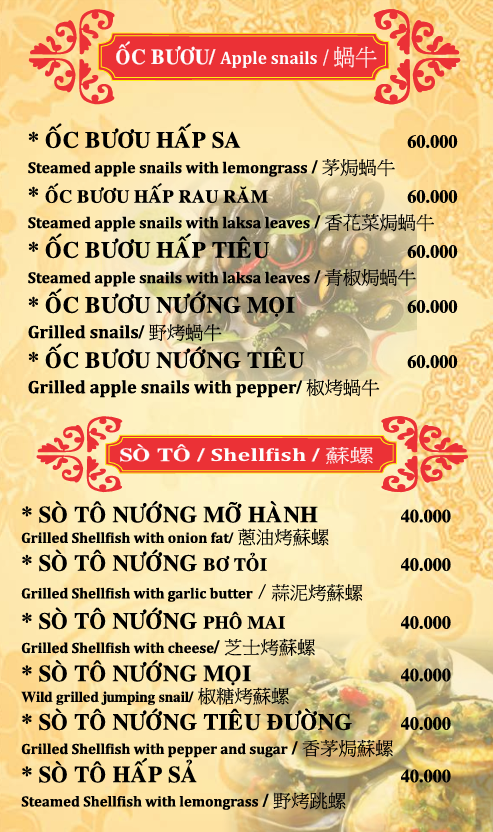 ỐC BƯƠU/ Apple snails / 蝸牛
* ỐC BƯƠU HẤP SA 60.000
Steamed apple snails with lemongrass / 茅焗蝸牛
* ỐC BƯƠU HẤP RAU RĂM 60.000
Steamed apple snails with laksa leaves / 香花菜焗蝸牛
* ỐC BƯƠU HẤP TIÊU 60.000
Steamed apple snails with laksa leaves / 青椒焗蝸牛
* ỐC BƯƠU NƯỚNG MỌI 60.000
Grilled snails/ 野烤蝸牛
* ỐC BƯƠU NƯỚNG TIÊU 60.000
Grilled apple snails with pepper/ 椒烤蝸牛
SÒ TÔ / Shellfish / 蘇螺
* SÒ TÔ NƯỚNG MỠ HÀNH 40.000
Grilled Shellfish with onion fat/ 蔥油烤蘇螺
* SÒ TÔ NƯỚNG BƠ TỎI 40.000
Grilled Shellfish with garlic butter / 蒜泥烤蘇螺
* SÒ TÔ NƯỚNG PHÔ MAI 40.000
Grilled Shellfish with cheese/ 芝士烤蘇螺
* SÒ TÔ NƯỚNG MỌI 40.000
Wild grilled jumping snail/ 椒糖烤蘇螺
* SÒ TÔ NƯỚNG TIÊU ĐƯỜNG 40.000
Grilled Shellfish with pepper and sugar / 香茅焗蘇螺
* SÒ TÔ HẤP SẢ 40.000
Steamed Shellfish with lemongrass / 野烤跳螺